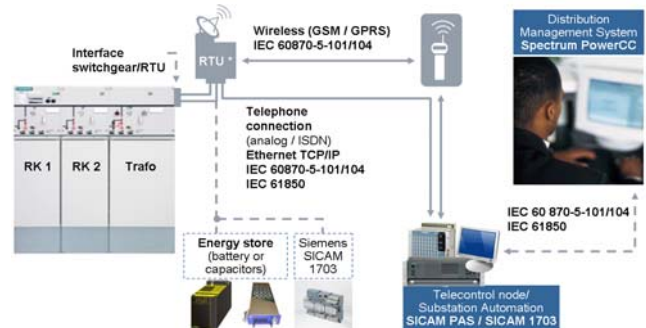 Interface
switchgear/RTU
RTU *
Wireless (GSM / GPRS)
IEC 60870-5-101/104
Distribution
Management System
Spectrum PowerCC
RK 1
RK 2
Trafo
Telephone
connection
(analog / ISDN)
Ethernet TCP/IP
IEC 60870-5-101/104
IEC 61850
Energy store
(battery or
capacitors)
Siemens
SICAM
1703
IEC 60 870-5-101/104
IEC 61850
Telecontrol node/
Substation Automation
SICAM PAS / SICAM 1703